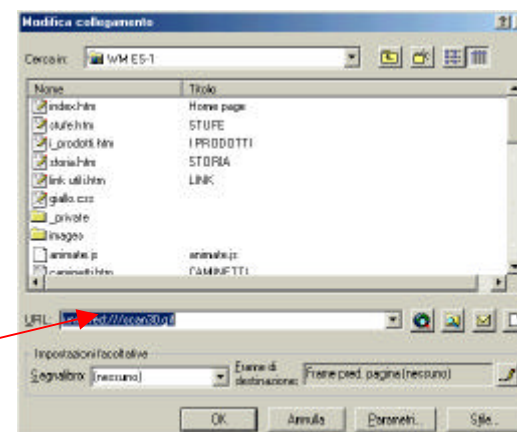 Modifica collegamento
Cerca in: WM ES-1
Nome Titolo
index.htm Home page
stufe.htm STUFE
i_prodotti.htm I PRODOTTI
storia.htm STORIA
link utili.htm LINK
giallo.css
_private
images
animate.js animate.js
caminetti.htm CAMINETTI
URL:
Impostazioni facoltative
Segnalibro: (nessuno) Frame di destinazione: Frame pred. pagina (nessuno)
OK Annulla Parametri... Stile...